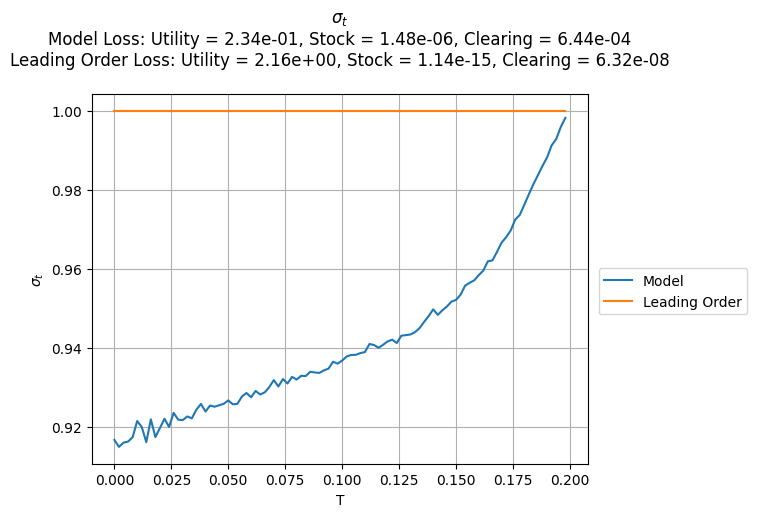 σt
Model Loss: Utility = 2.34e-01, Stock = 1.48e-06, Clearing = 6.44e-04
Leading Order Loss: Utility = 2.16e+00, Stock = 1.14e-15, Clearing = 6.32e-08
1.00
0.98
0.96
0.94
0.92
σt
0.000 0.025 0.050 0.075 0.100 0.125 0.150 0.175 0.200
T
Model
Leading Order